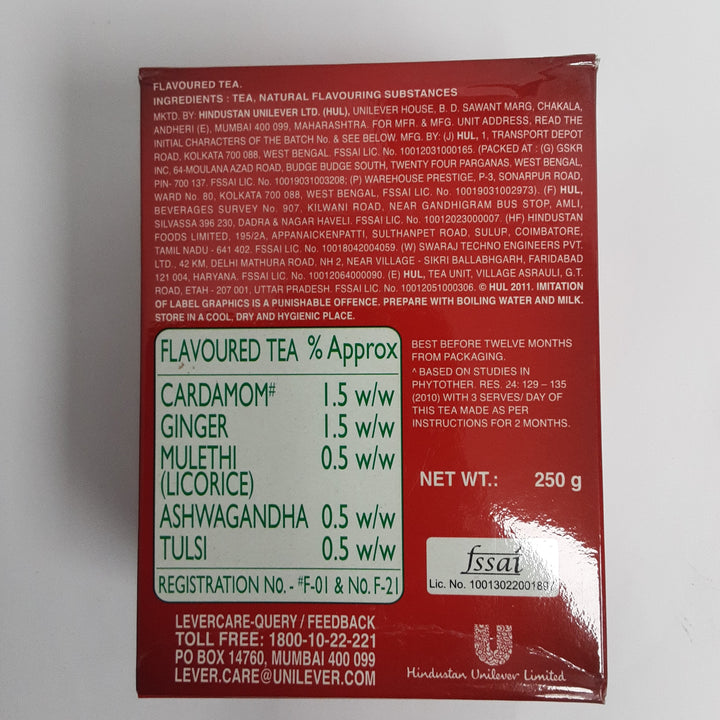 FLAVOURED TEA.
INGREDIENTS : TEA, NATURAL FLAVOURING SUBSTANCES
MKTD. BY: HINDUSTAN UNILEVER LTD. (HUL), UNILEVER HOUSE, B. D. SAWANT MARG, CHAKALA,
ANDHERI (E), MUMBAI 400 099, MAHARASHTRA. FOR MFR. & MFG. UNIT ADDRESS, READ THE
INITIAL CHARACTERS OF THE BATCH No. & SEE BELOW. MFG. BY: (J) HUL, 1, TRANSPORT DEPOT
ROAD, KOLKATA 700 088, WEST BENGAL. FSSAI LIC. No. 10012031000165. (PACKED AT : (G) GSKR
INC, 64-MOULANA AZAD ROAD, BUDGE BUDGE SOUTH, TWENTY FOUR PARGANAS, WEST BENGAL,
PIN- 700 137. FSSAI LIC. No. 10019031003208; (P) WAREHOUSE PRESTIGE, P-3, SONARPUR ROAD,
WARD No. 80, KOLKATA 700 088, WEST BENGAL. FSSAI LIC. No. 10019031002973). (F) HUL,
BEVERAGES SURVEY No. 907, KILWANI ROAD, NEAR GANDHIGRAM BUS STOP, AMLI,
SILVASSA 396 230, DADRA & NAGAR HAVELI. FSSAI LIC. No. 10012023000007. (HF) HINDUSTAN
FOODS LIMITED, 195/2A, APPANAICKENPATTI, SULTHANPET ROAD, SULUP, COIMBATORE,
TAMIL NADU - 641 402. FSSAI LIC. No. 10018042004059. (W) SWARAJ TECHNO ENGINEERS PVT.
LTD., 42 KM, DELHI MATHURA ROAD, NH 2, NEAR VILLAGE - SIKRI BALLABHGARH, FARIDABAD
121 004, HARYANA. FSSAI LIC. No. 10012064000090. (E) HUL, TEA UNIT, VILLAGE ASRAULI, G.T.
ROAD, ETAH - 207 001, UTTAR PRADESH. FSSAI LIC. No. 10012051000306. © HUL 2011. IMITATION
OF LABEL GRAPHICS IS A PUNISHABLE OFFENCE. PREPARE WITH BOILING WATER AND MILK.
STORE IN A COOL, DRY AND HYGIENIC PLACE.
FLAVOURED TEA % Approx
CARDAMOM# 1.5 w/w
GINGER 1.5 w/w
MULETHI 0.5 w/w
(LICORICE)
ASHWAGANDHA 0.5 w/w
TULSI 0.5 w/w
REGISTRATION No. - #F-01 & No. F-21
BEST BEFORE TWELVE MONTHS
FROM PACKAGING.
^ BASED ON STUDIES IN
PHYTOTHER. RES. 24: 129 – 135
(2010) WITH 3 SERVES/ DAY OF
THIS TEA MADE AS PER
INSTRUCTIONS FOR 2 MONTHS.
NET WT.: 250 g
fssai
Lic. No. 1001302200189
LEVERCARE-QUERY / FEEDBACK
TOLL FREE: 1800-10-22-221
PO BOX 14760, MUMBAI 400 099
LEVER.CARE@UNILEVER.COM
Hindustan Unilever Limited